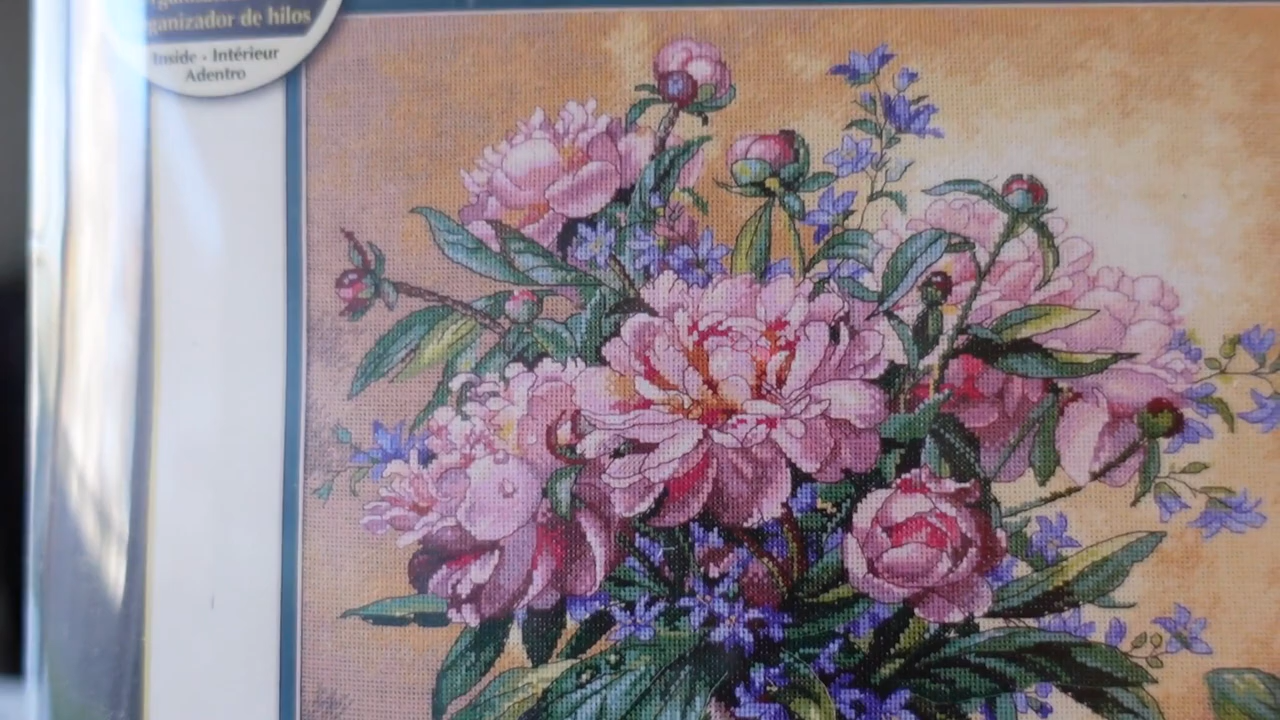 ganizador de hilos
Inside · Intérieur
Adentro